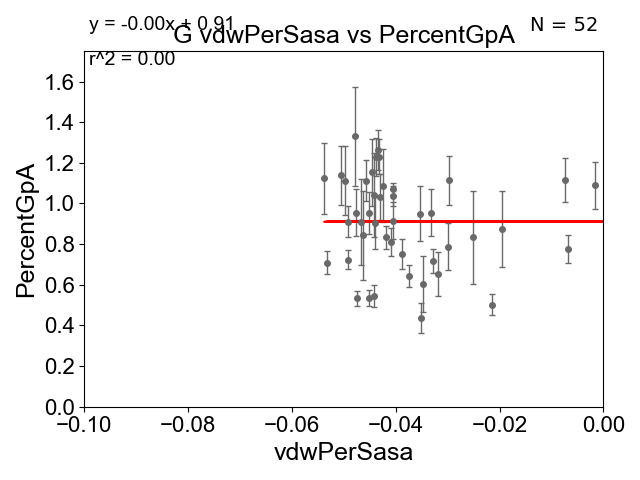 y = -0.00x + 0.91
N = 52
G vdwPerSasa vs PercentGpA
r^2 = 0.00
PercentGpA
1.6
1.4
1.2
1.0
0.8
0.6
0.4
0.2
0.0
−0.10 −0.08 −0.06 −0.04 −0.02 0.00
vdwPerSasa